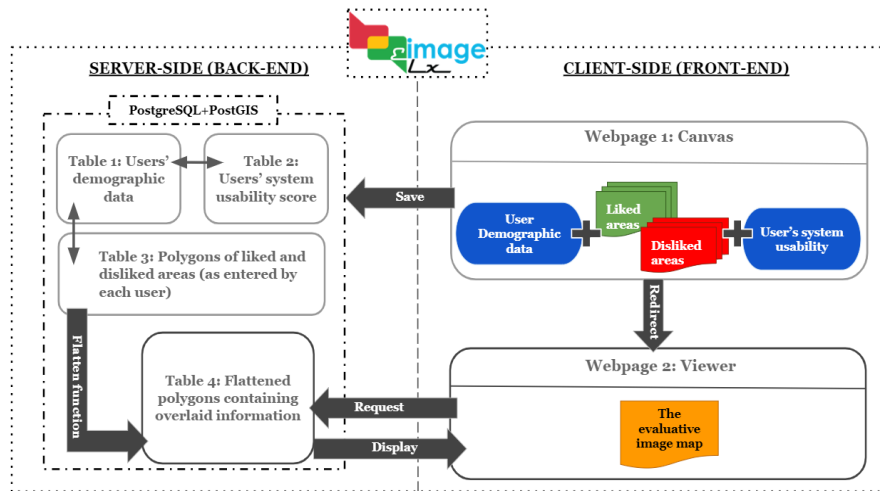 εimage
Lx
SERVER-SIDE (BACK-END)
CLIENT-SIDE (FRONT-END)
PostgreSQL+PostGIS
Table 1: Users'
demographic
data
Table 2:
Users' system
usability score
Table 3: Polygons of liked and
disliked areas (as entered by
each user)
Flatten function
Table 4: Flattened
polygons containing
overlaid information
Save
Request
Display
Webpage 1: Canvas
User
Demographic
data
Liked
areas
Disliked
areas
User's system
usability
Redirect
Webpage 2: Viewer
The
evaluative
image map